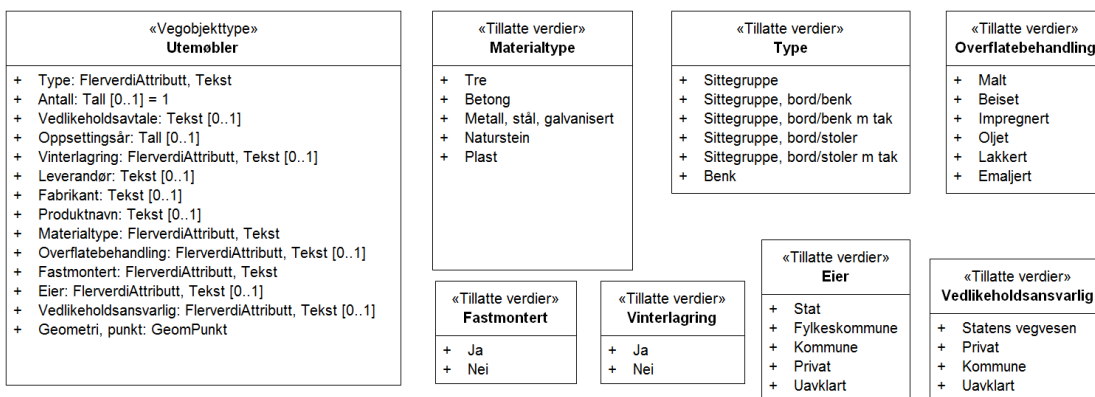 «Vegobjekttype»
Utemøbler
+ Type: FlerverdiAttributt, Tekst
+ Antall: Tall [0..1] = 1
+ Vedlikeholdsavtale: Tekst [0..1]
+ Oppsettingsår: Tall [0..1]
+ Vinterlagring: FlerverdiAttributt, Tekst [0..1]
+ Leverandør: Tekst [0..1]
+ Fabrikant: Tekst [0..1]
+ Produktnavn: Tekst [0..1]
+ Materialtype: FlerverdiAttributt, Tekst
+ Overflatebehandling: FlerverdiAttributt, Tekst [0..1]
+ Fastmontert: FlerverdiAttributt, Tekst
+ Eier: FlerverdiAttributt, Tekst [0..1]
+ Vedlikeholdsansvarlig: FlerverdiAttributt, Tekst [0..1]
+ Geometri, punkt: GeomPunkt
«Tillatte verdier»
Materialtype
+ Tre
+ Betong
+ Metall, stål, galvanisert
+ Naturstein
+ Plast
«Tillatte verdier»
Type
+ Sittegruppe
+ Sittegruppe, bord/benk
+ Sittegruppe, bord/benk m tak
+ Sittegruppe, bord/stoler
+ Sittegruppe, bord/stoler m tak
+ Benk
«Tillatte verdier»
Overflatebehandling
+ Malt
+ Beiset
+ Impregnert
+ Oljet
+ Lakkert
+ Emaljert
«Tillatte verdier»
Fastmontert
+ Ja
+ Nei
«Tillatte verdier»
Vinterlagring
+ Ja
+ Nei
«Tillatte verdier»
Eier
+ Stat
+ Fylkeskommune
+ Kommune
+ Privat
+ Uavklart
«Tillatte verdier»
Vedlikeholdsansvarlig
+ Statens vegvesen
+ Privat
+ Kommune
+ Uavklart